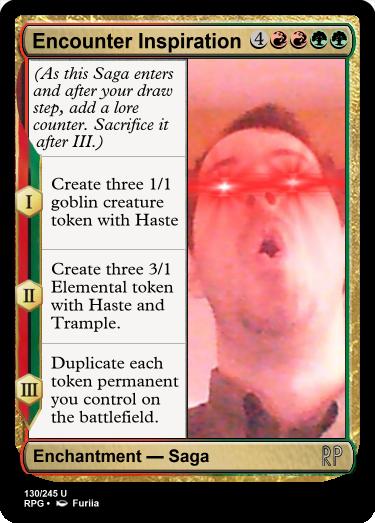 Encounter Inspiration 4
(As this Saga enters
and after your draw
step, add a lore
counter. Sacrifice it
after III.)
I
Create three 1/1
goblin creature
token with Haste
II
Create three 3/1
Elemental token
with Haste and
Trample.
III
Duplicate each
token permanent
you control on
the battlefield.
Enchantment — Saga
RP
130/245 U
RPG • Furiia